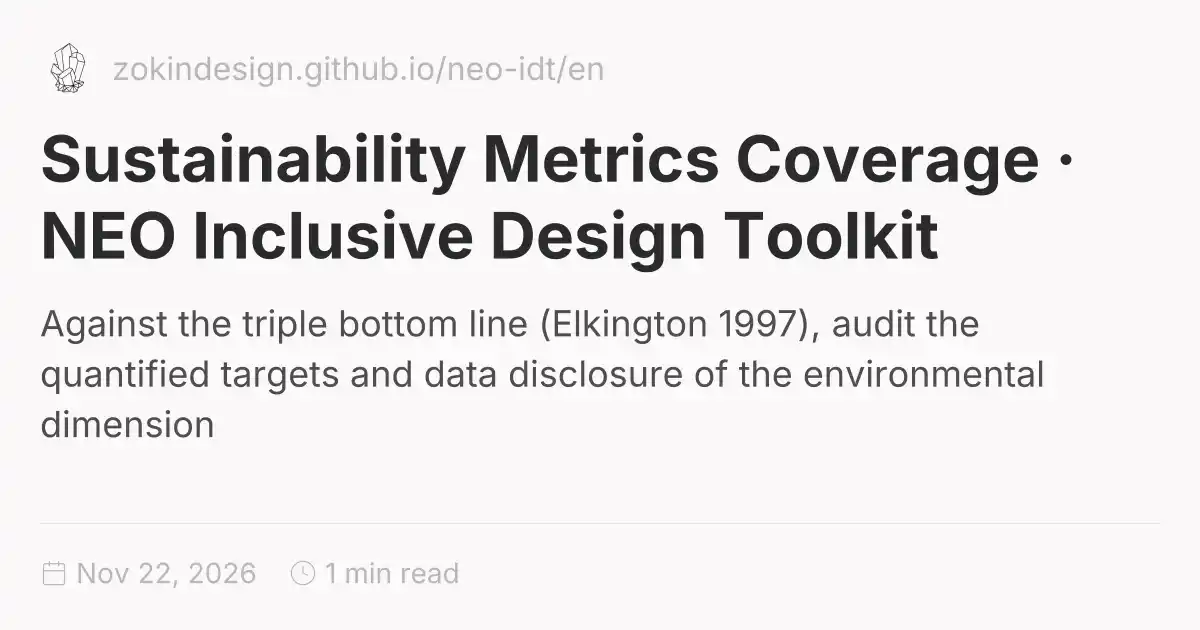 zokindesign.github.io/neo-idt/en
Sustainability Metrics Coverage ·
NEO Inclusive Design Toolkit
Against the triple bottom line (Elkington 1997), audit the
quantified targets and data disclosure of the environmental
dimension
Nov 22, 2026 1 min read